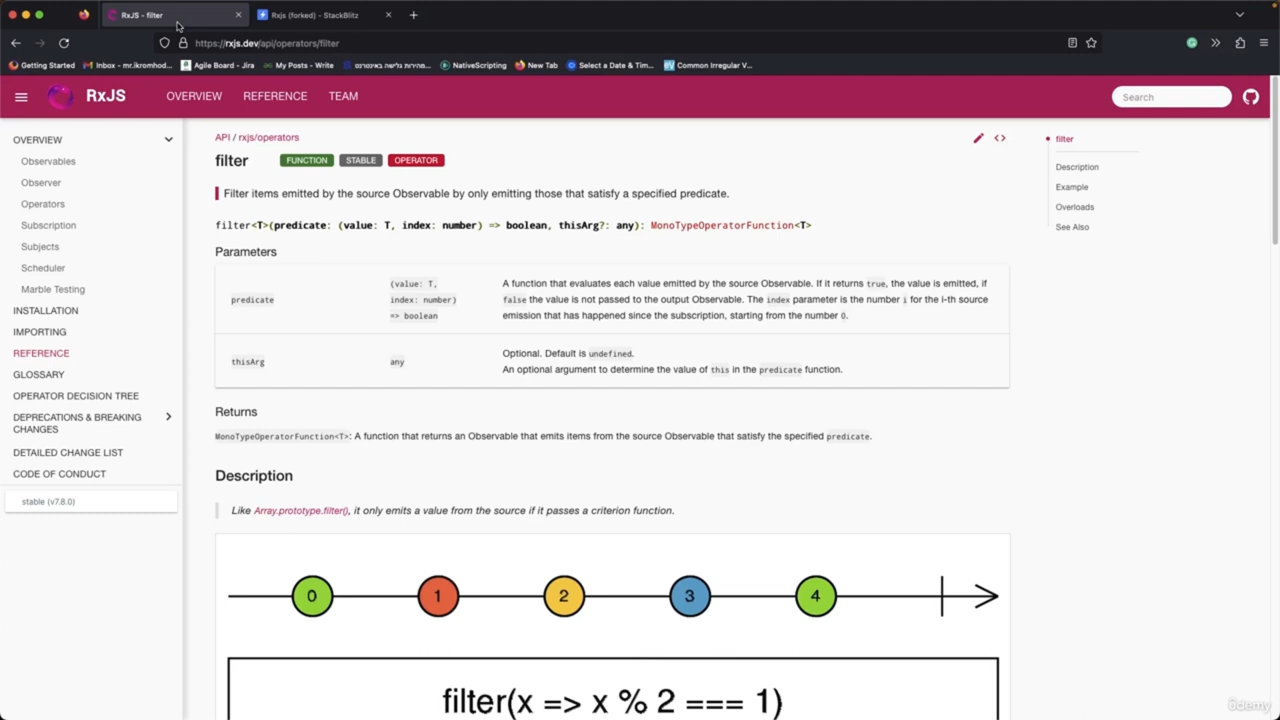 RxJS - filter
Rxjs (forked) - StackBlitz
https://rxjs.dev/api/operators/filter
Getting Started
Inbox - mr.ikromhod...
Agile Board - Jira
My Posts - Write
מהירות גלישה באינטרנט...
NativeScripting
New Tab
Select a Date & Tim...
Common Irregular V...
RxJS
OVERVIEW
REFERENCE
TEAM
Search
OVERVIEW
Observables
Observer
Operators
Subscription
Subjects
Scheduler
Marble Testing
INSTALLATION
IMPORTING
REFERENCE
GLOSSARY
OPERATOR DECISION TREE
DEPRECATIONS & BREAKING
CHANGES
DETAILED CHANGE LIST
CODE OF CONDUCT
stable (v7.8.0)
API / rxjs/operators
filter
FUNCTION
STABLE
OPERATOR
Filter items emitted by the source Observable by only emitting those that satisfy a specified predicate.
filter<T>(predicate: (value: T, index: number) => boolean, thisArg?: any): MonoTypeOperatorFunction<T>
Parameters
predicate
(value: T,
index: number)
=> boolean
A function that evaluates each value emitted by the source Observable. If it returns true, the value is emitted, if
false the value is not passed to the output Observable. The index parameter is the number i for the i-th source
emission that has happened since the subscription, starting from the number 0.
thisArg
any
Optional. Default is undefined.
An optional argument to determine the value of this in the predicate function.
Returns
MonoTypeOperatorFunction<T>: A function that returns an Observable that emits items from the source Observable that satisfy the specified predicate.
Description
Like Array.prototype.filter(), it only emits a value from the source if it passes a criterion function.
0 1 2 3 4
filter(x => x % 2 === 1)
filter
Description
Example
Overloads
See Also
ûdemy